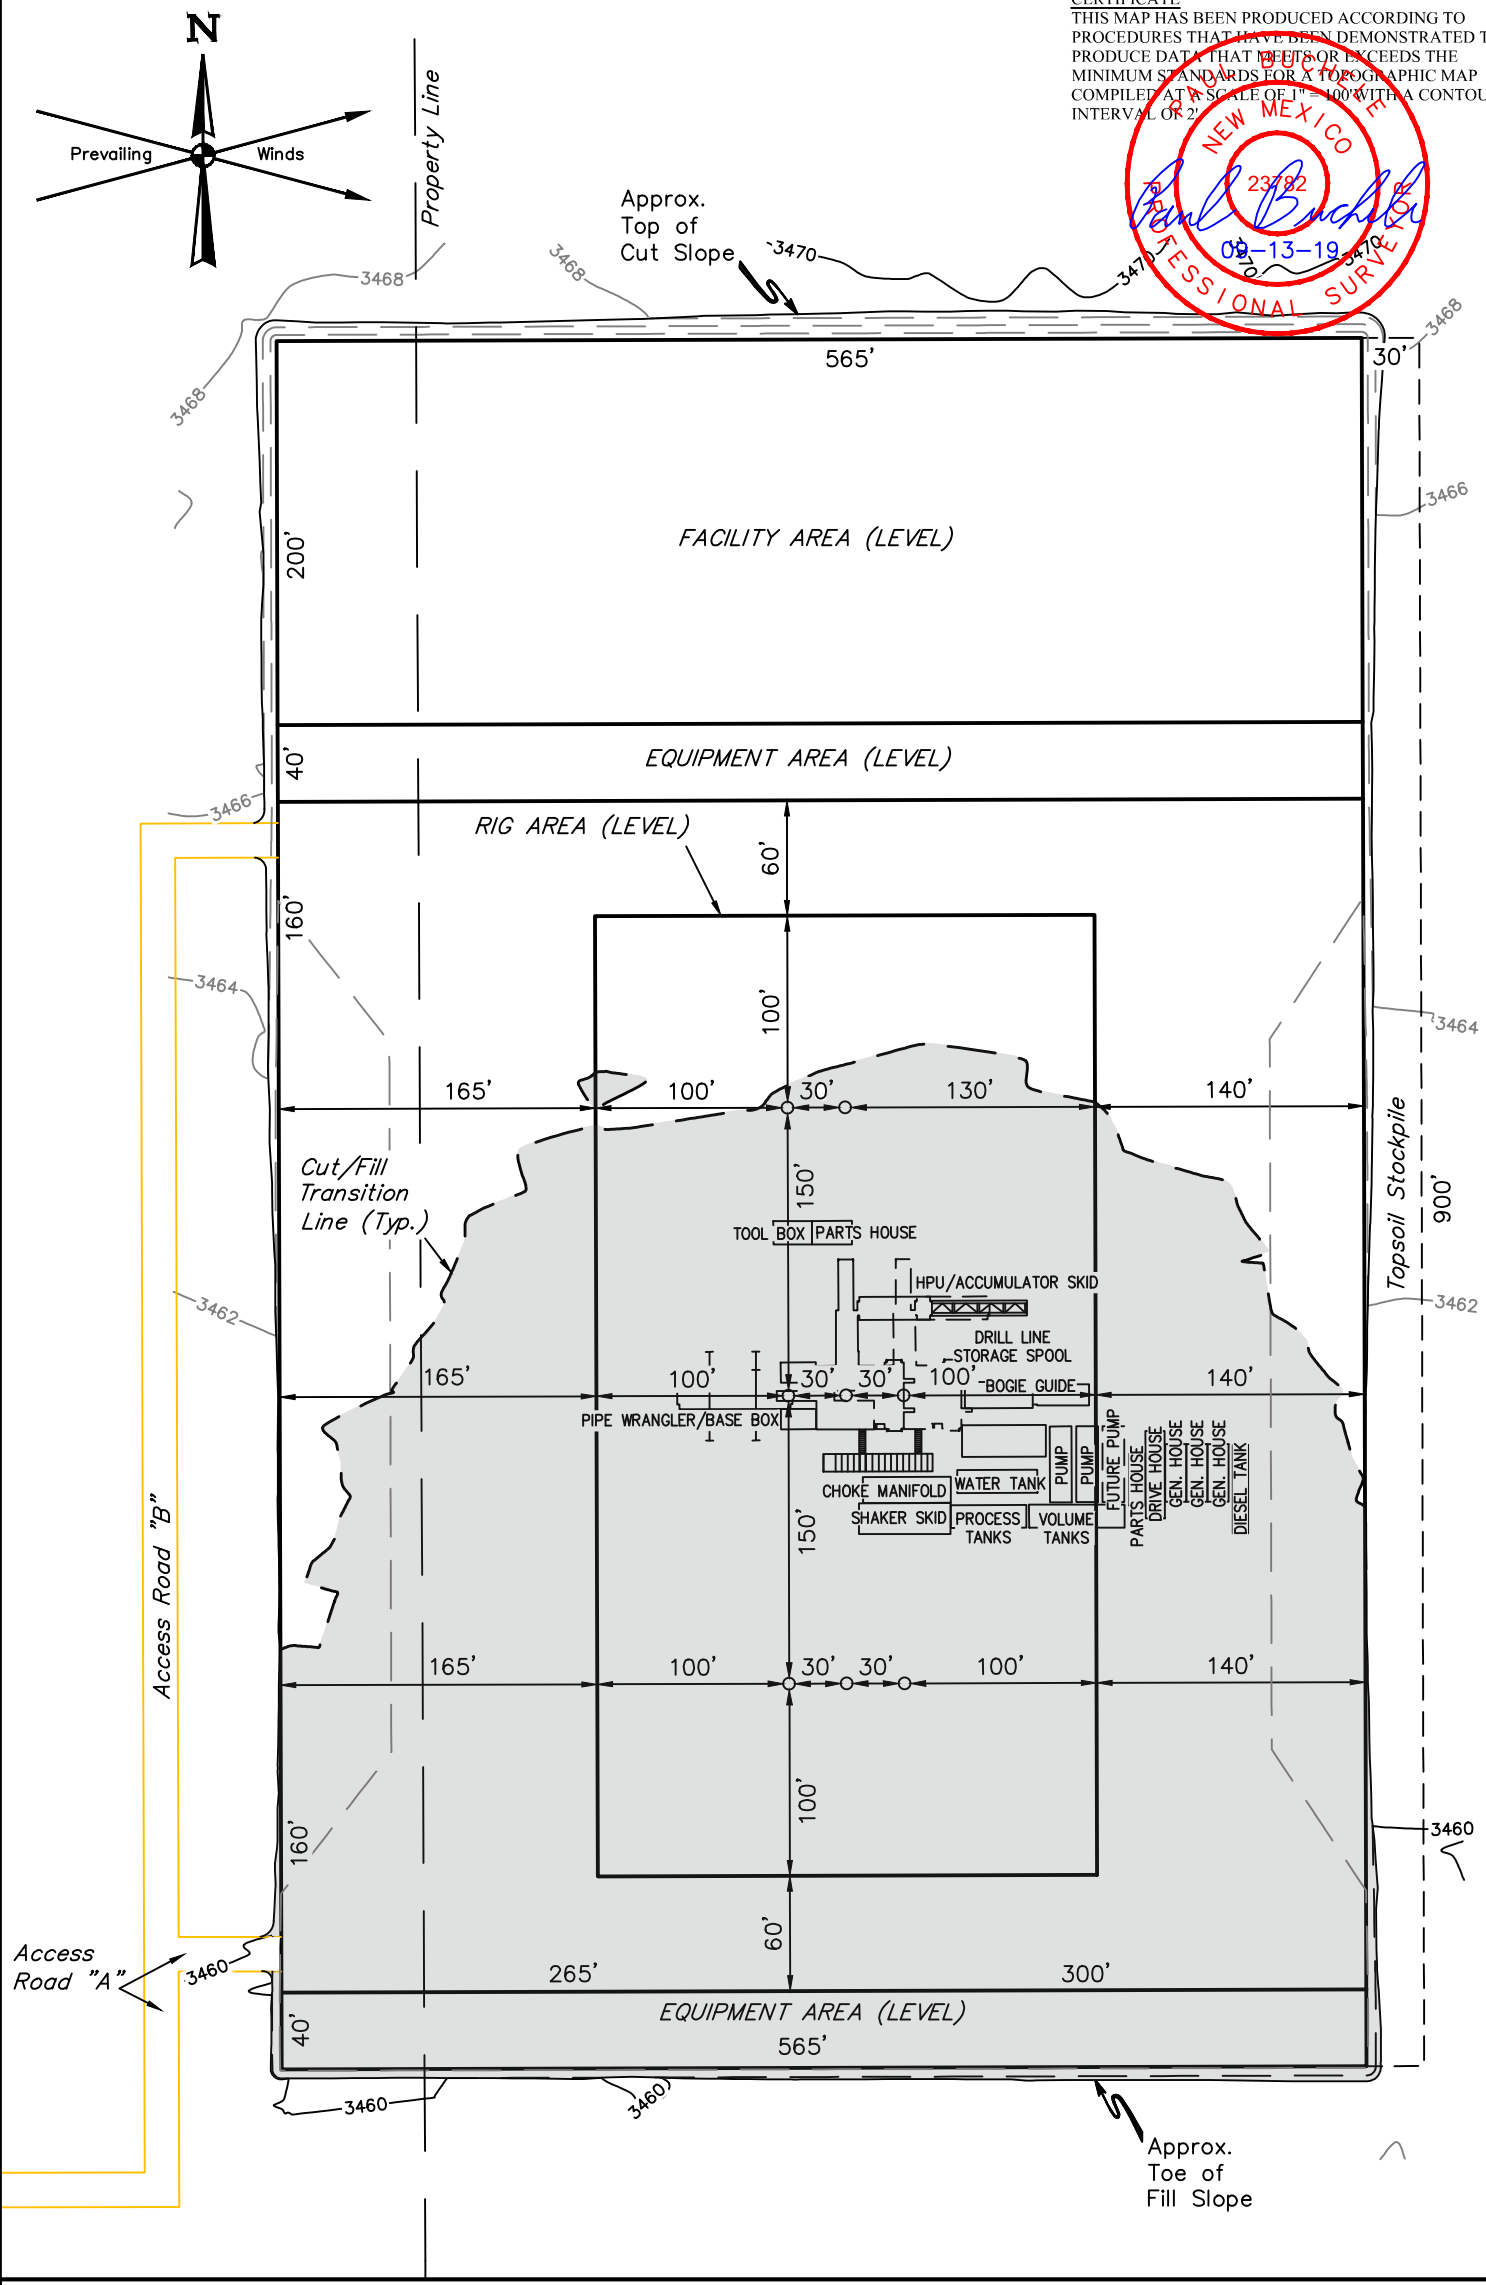 CERTIFICATE
THIS MAP HAS BEEN PRODUCED ACCORDING TO
PROCEDURES THAT HAVE BEEN DEMONSTRATED
PRODUCE DATA THAT MEETS OR EXCEEDS THE
MINIMUM STANDARDS FOR A TOPOGRAPHIC MAP
COMPILED AT A SCALE OF 1" = 100' WITH A CONTOU
INTERVAL OF 2'.
PAUL BUCHELE
NEW MEXICO
23782
PROFESSIONAL SURVEYOR
Paul Buchele
09-13-19
N
Prevailing Winds
Property Line
Approx.
Top of
Cut Slope
3470
3470
3470
3470
3468
3468
3468
3468
565'
30'
3466
FACILITY AREA (LEVEL)
200'
40'
EQUIPMENT AREA (LEVEL)
3466
RIG AREA (LEVEL)
60'
160'
3464
100'
3464
165'
100'
30'
130'
140'
Topsoil Stockpile
900'
Cut/Fill
Transition
Line (Typ.)
150'
TOOL BOX
PARTS HOUSE
HPU/ACCUMULATOR SKID
3462
3462
DRILL LINE
STORAGE SPOOL
165'
100'
30'
30'
100'
140'
BOGIE GUIDE
PIPE WRANGLER/BASE BOX
PUMP
PUMP
FUTURE PUMP
PARTS HOUSE
DRIVE HOUSE
GEN. HOUSE
GEN. HOUSE
GEN. HOUSE
DIESEL TANK
CHOKE MANIFOLD
WATER TANK
SHAKER SKID
PROCESS
TANKS
VOLUME
TANKS
150'
Access Road "B"
165'
100'
30'
30'
100'
140'
100'
160'
3460
60'
Access
Road "A"
3460
265'
300'
40'
EQUIPMENT AREA (LEVEL)
565'
3460
3460
Approx.
Toe of
Fill Slope